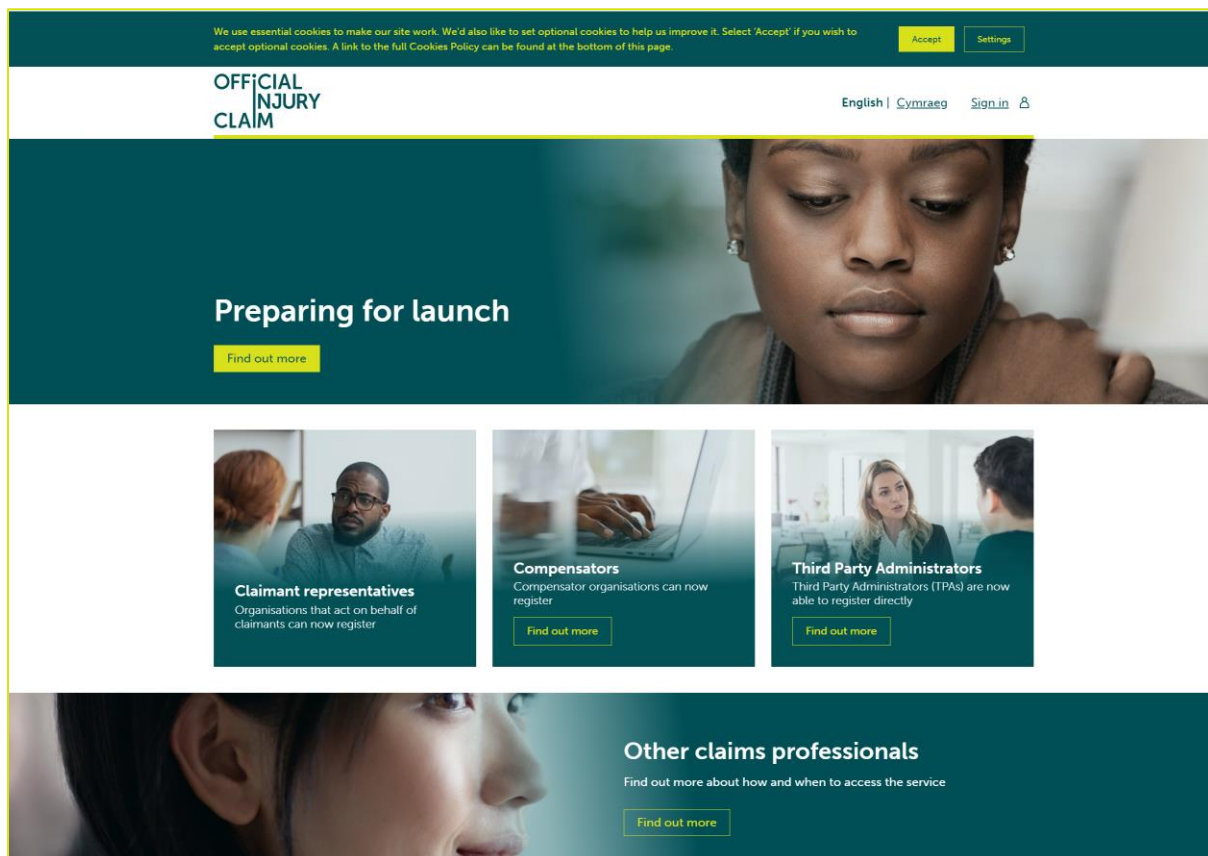 We use essential cookies to make our site work. We'd also like to set optional cookies to help us improve it. Select 'Accept' if you wish to
accept optional cookies. A link to the full Cookies Policy can be found at the bottom of this page.
Accept
Settings
OFFiCIAL
INJURY
CLAIM
English | Cymraeg
Sign in
Preparing for launch
Find out more
Claimant representatives
Organisations that act on behalf of
claimants can now register
Compensators
Compensator organisations can now
register
Find out more
Third Party Administrators
Third Party Administrators (TPAs) are now
able to register directly
Find out more
Other claims professionals
Find out more about how and when to access the service
Find out more